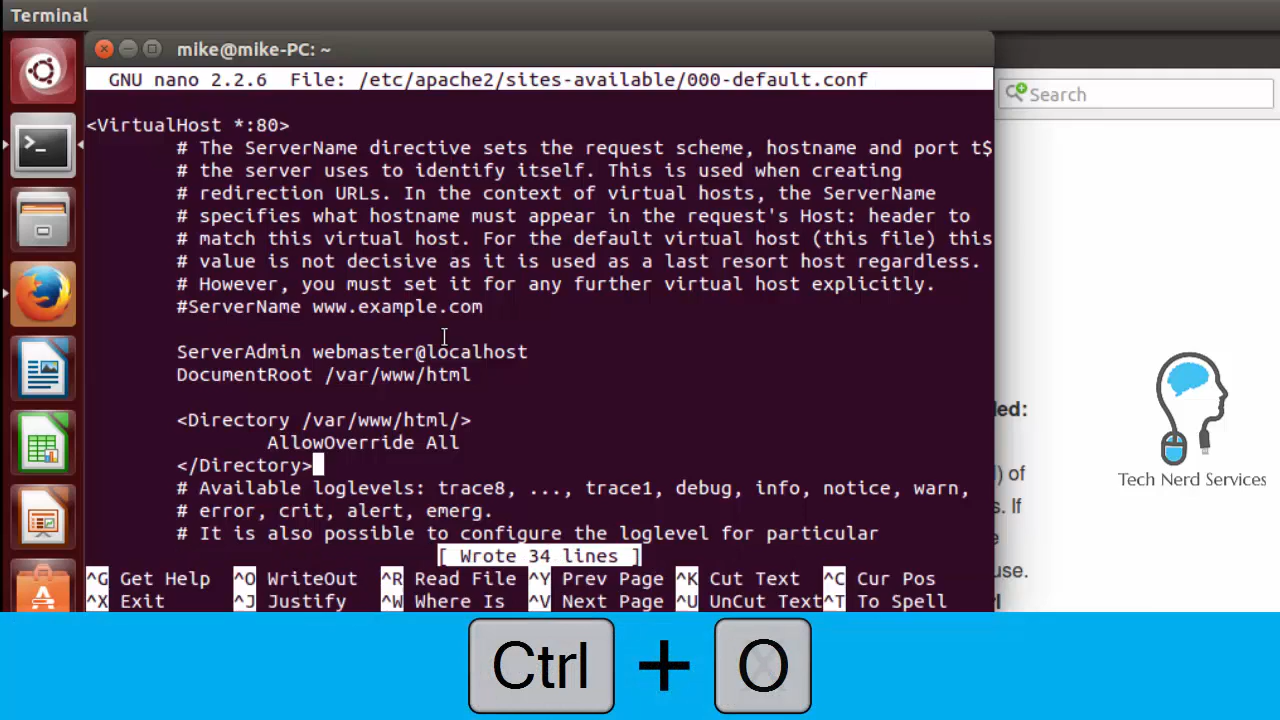 Terminal
mike@mike-PC: ~
GNU nano 2.2.6 File: /etc/apache2/sites-available/000-default.conf
Search
<VirtualHost *:80>
# The ServerName directive sets the request scheme, hostname and port t$
# the server uses to identify itself. This is used when creating
# redirection URLs. In the context of virtual hosts, the ServerName
# specifies what hostname must appear in the request's Host: header to
# match this virtual host. For the default virtual host (this file) this
# value is not decisive as it is used as a last resort host regardless.
# However, you must set it for any further virtual host explicitly.
#ServerName www.example.com
ServerAdmin webmaster@localhost
DocumentRoot /var/www/html
<Directory /var/www/html/>
AllowOverride All
</Directory>
# Available loglevels: trace8, ..., trace1, debug, info, notice, warn,
# error, crit, alert, emerg.
# It is also possible to configure the loglevel for particular
[ Wrote 34 lines ]
^G Get Help ^O WriteOut ^R Read File ^Y Prev Page ^K Cut Text ^C Cur Pos
^X Exit ^J Justify ^W Where Is ^V Next Page ^U UnCut Text ^T To Spell
ed:
) of
s. If
e
use.
rl
Tech Nerd Services
Ctrl + O